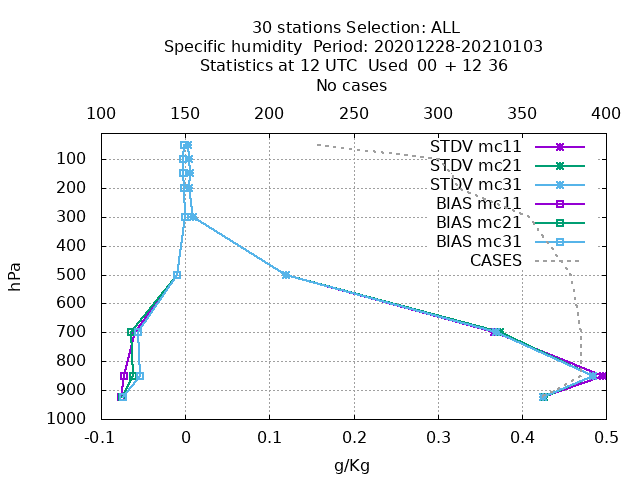 30 stations Selection: ALL
Specific humidity  Period: 20201228-20210103
Statistics at 12 UTC  Used  00 + 12 36
No cases
100 150 200 250 300 350 400
STDV mc11
STDV mc21
STDV mc31
BIAS mc11
BIAS mc21
BIAS mc31
CASES
hPa
100
200
300
400
500
600
700
800
900
1000
-0.1 0 0.1 0.2 0.3 0.4 0.5
g/Kg